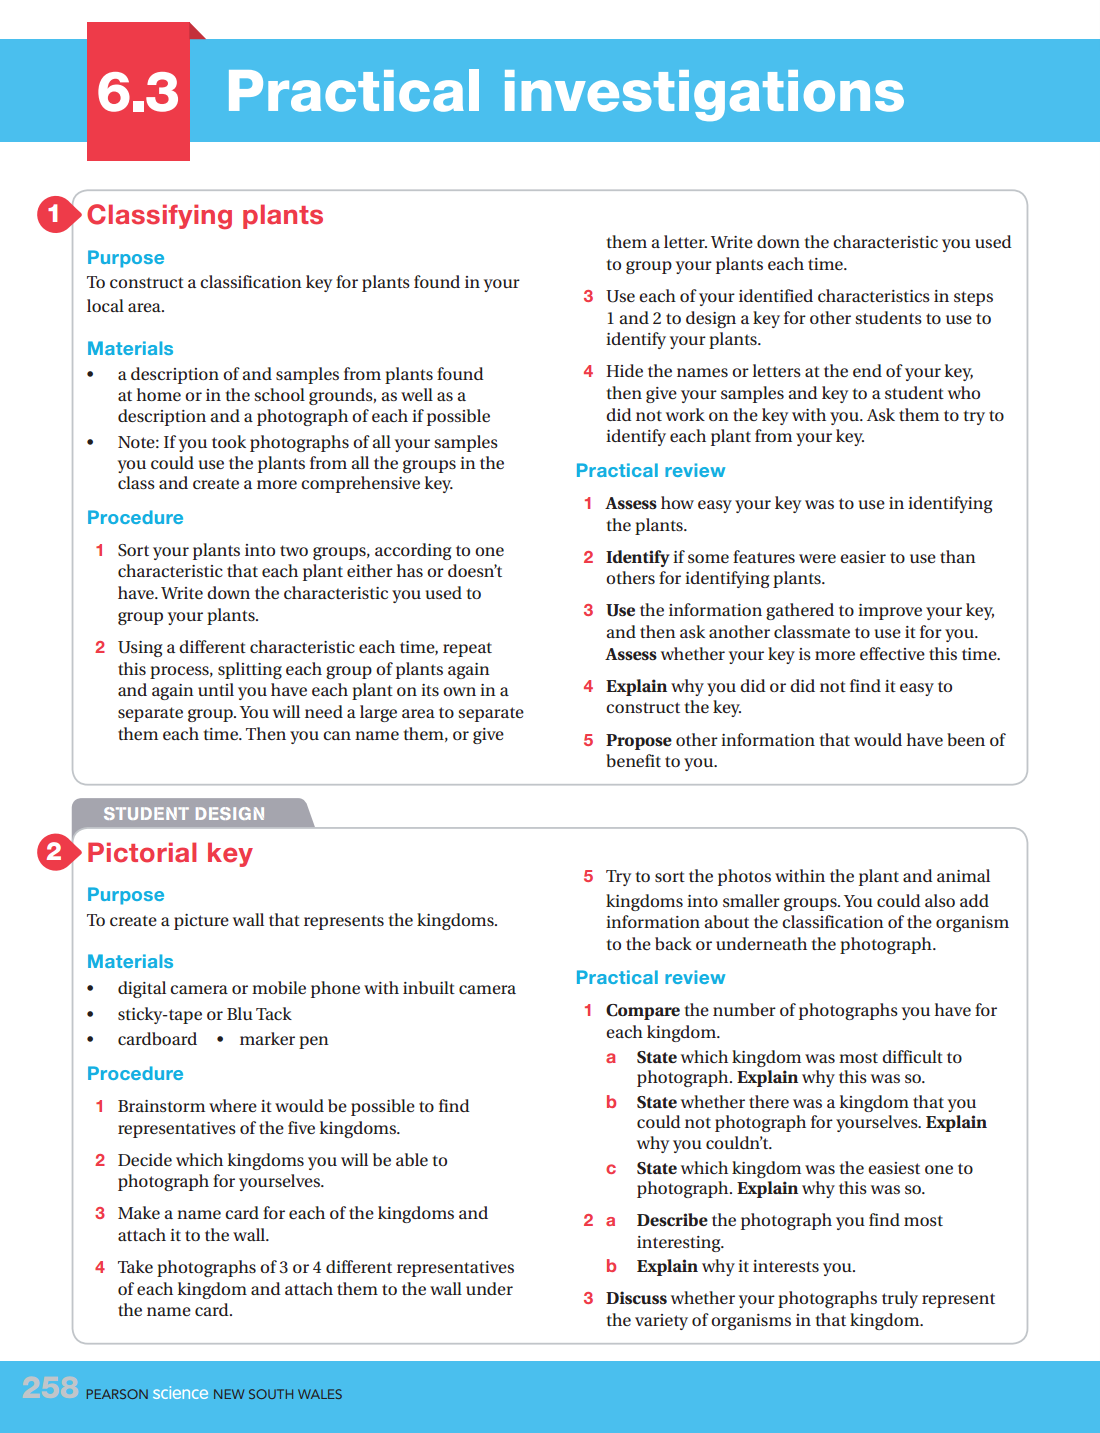 6.3 Practical investigations
1 Classifying plants
Purpose
To construct a classification key for plants found in your
local area.
Materials
• a description of and samples from plants found
at home or in the school grounds, as well as a
description and a photograph of each if possible
• Note: If you took photographs of all your samples
you could use the plants from all the groups in the
class and create a more comprehensive key.
Procedure
1 Sort your plants into two groups, according to one
characteristic that each plant either has or doesn't
have. Write down the characteristic you used to
group your plants.
2 Using a different characteristic each time, repeat
this process, splitting each group of plants again
and again until you have each plant on its own in a
separate group. You will need a large area to separate
them each time. Then you can name them, or give
them a letter. Write down the characteristic you used
to group your plants each time.
3 Use each of your identified characteristics in steps
1 and 2 to design a key for other students to use to
identify your plants.
4 Hide the names or letters at the end of your key,
then give your samples and key to a student who
did not work on the key with you. Ask them to try to
identify each plant from your key.
Practical review
1 Assess how easy your key was to use in identifying
the plants.
2 Identify if some features were easier to use than
others for identifying plants.
3 Use the information gathered to improve your key,
and then ask another classmate to use it for you.
Assess whether your key is more effective this time.
4 Explain why you did or did not find it easy to
construct the key.
5 Propose other information that would have been of
benefit to you.
STUDENT DESIGN
2 Pictorial key
Purpose
To create a picture wall that represents the kingdoms.
Materials
• digital camera or mobile phone with inbuilt camera
• sticky-tape or Blu Tack
• cardboard • marker pen
Procedure
1 Brainstorm where it would be possible to find
representatives of the five kingdoms.
2 Decide which kingdoms you will be able to
photograph for yourselves.
3 Make a name card for each of the kingdoms and
attach it to the wall.
4 Take photographs of 3 or 4 different representatives
of each kingdom and attach them to the wall under
the name card.
5 Try to sort the photos within the plant and animal
kingdoms into smaller groups. You could also add
information about the classification of the organism
to the back or underneath the photograph.
Practical review
1 Compare the number of photographs you have for
each kingdom.
a State which kingdom was most difficult to
photograph. Explain why this was so.
b State whether there was a kingdom that you
could not photograph for yourselves. Explain
why you couldn't.
c State which kingdom was the easiest one to
photograph. Explain why this was so.
2 a Describe the photograph you find most
interesting.
b Explain why it interests you.
3 Discuss whether your photographs truly represent
the variety of organisms in that kingdom.
258 PEARSON science NEW SOUTH WALES